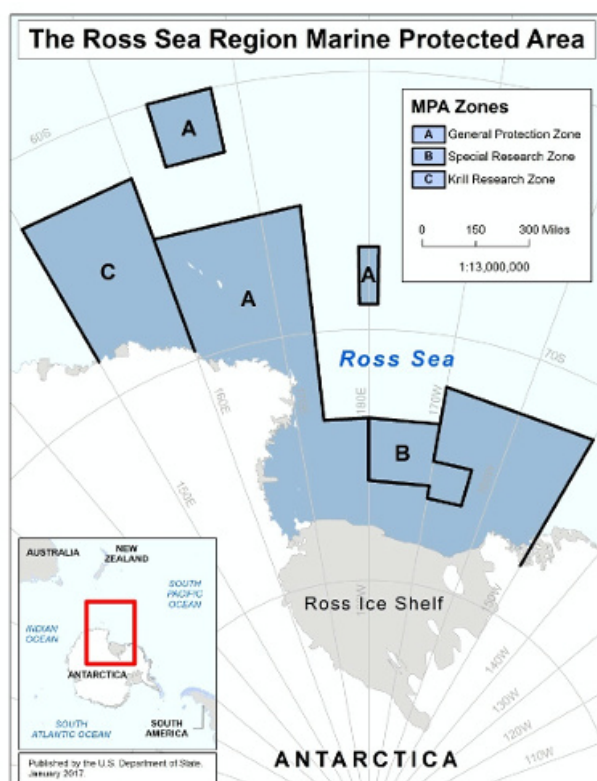 The Ross Sea Region Marine Protected Area
60S
A
MPA Zones
A General Protection Zone
B Special Research Zone
C Krill Research Zone
0 150 300 Miles
1:13,000,000
C
A
A
Ross Sea
70S
180E
170W
160E
B
150E
Ross Ice Shelf
150W
140W
130W
120W
110W
AUSTRALIA
NEW
ZEALAND
SOUTH
PACIFIC
OCEAN
INDIAN
OCEAN
ANTARCTICA
SOUTH
ATLANTIC OCEAN
SOUTH
AMERICA
ANTARCTICA
Published by the U.S. Department of State,
January 2017.